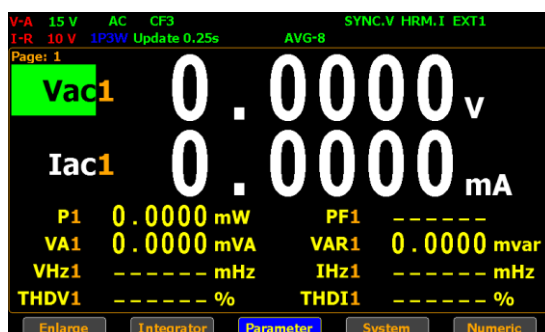 V-A 15 V AC CF3 SYNC.V HRM.I EXT1
I-R 10 V 1P3W Update 0.25s AVG-8
Page: 1
Vac1 0.0000 V
Iac1 0.0000 mA
P1 0.0000 mW PF1 ------
VA1 0.0000 mVA VAR1 0.0000 mvar
VHz1 ------ mHz IHz1 ------ mHz
THDV1 ------ % THDI1 ------ %
Enlarge Integrator Parameter System Numeric